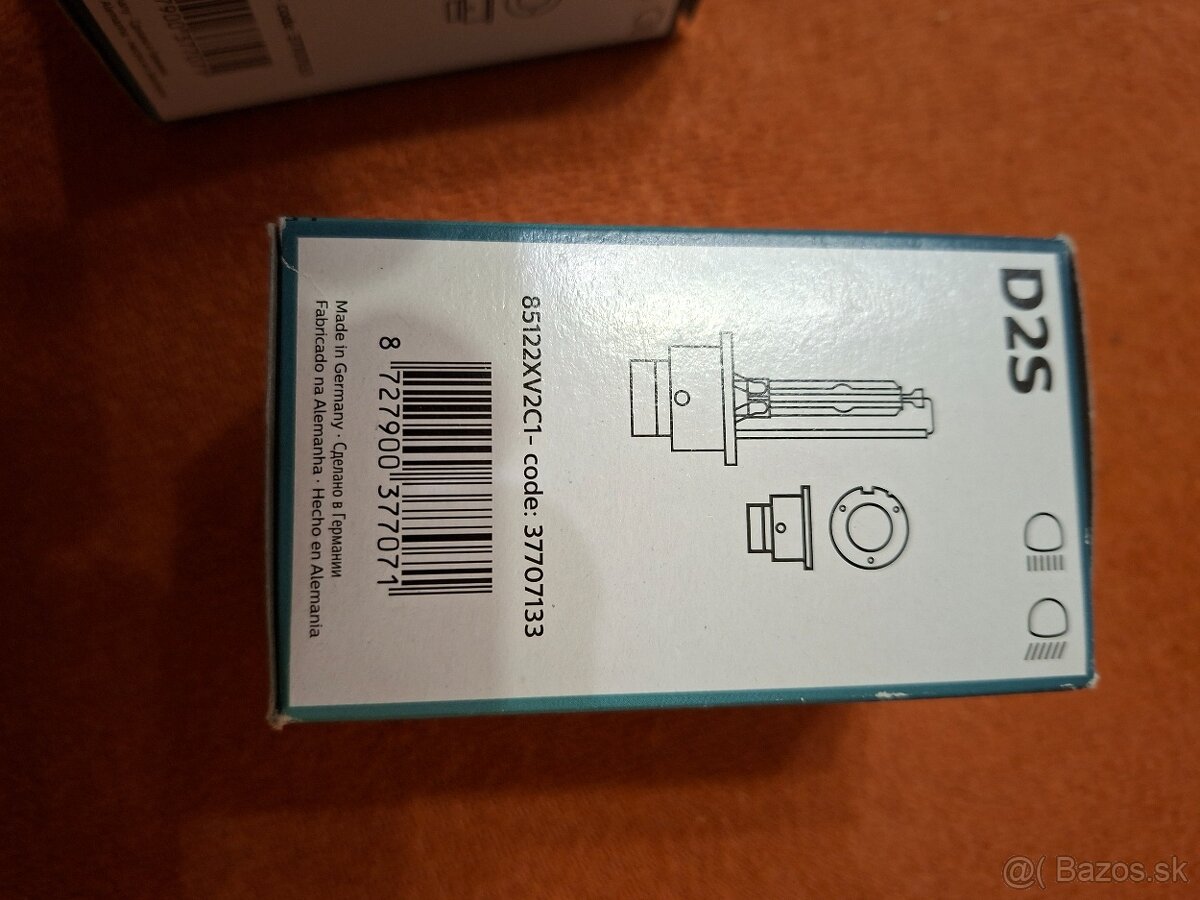 D2S
85122XV2C1- code: 37707133
8 727900 377071
Made in Germany · Сделано в Германии
Fabricado na Alemanha · Hecho en Alemania
@( Bazos.sk